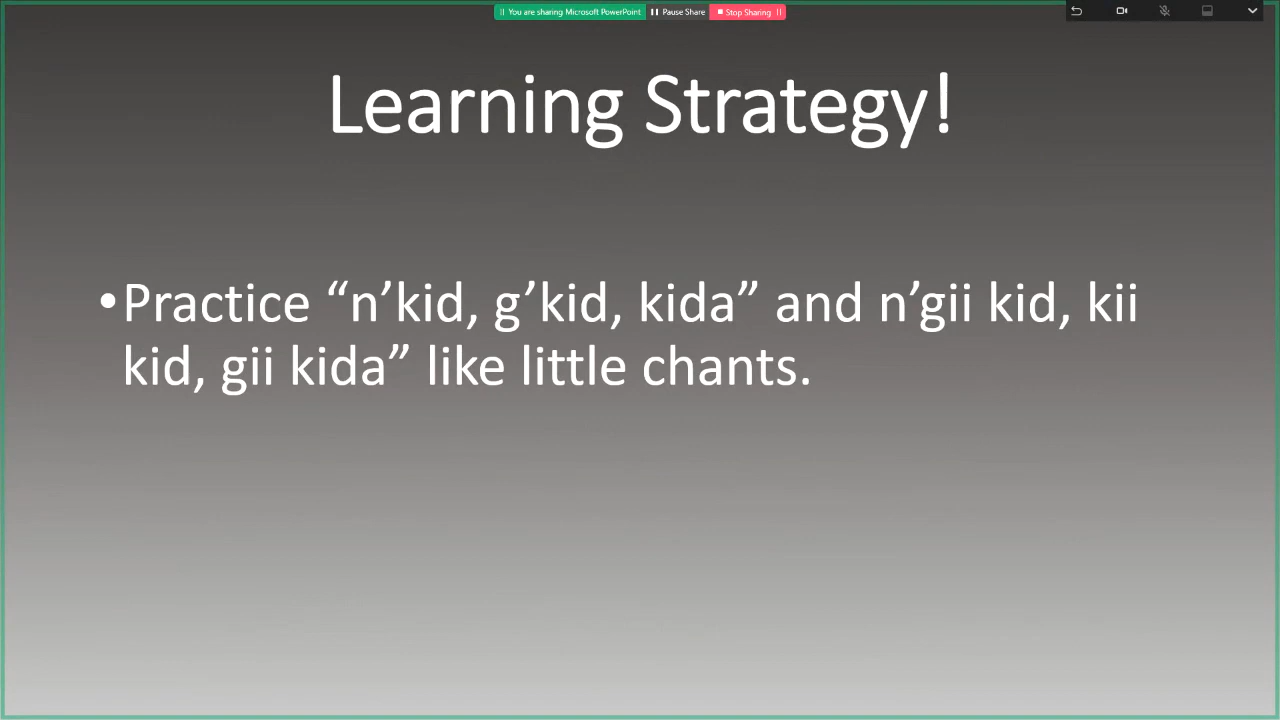 You are sharing Microsoft PowerPoint Pause Share Stop Sharing
Learning Strategy!
•Practice “n’kid, g’kid, kida” and n’gii kid, kii
kid, gii kida” like little chants.